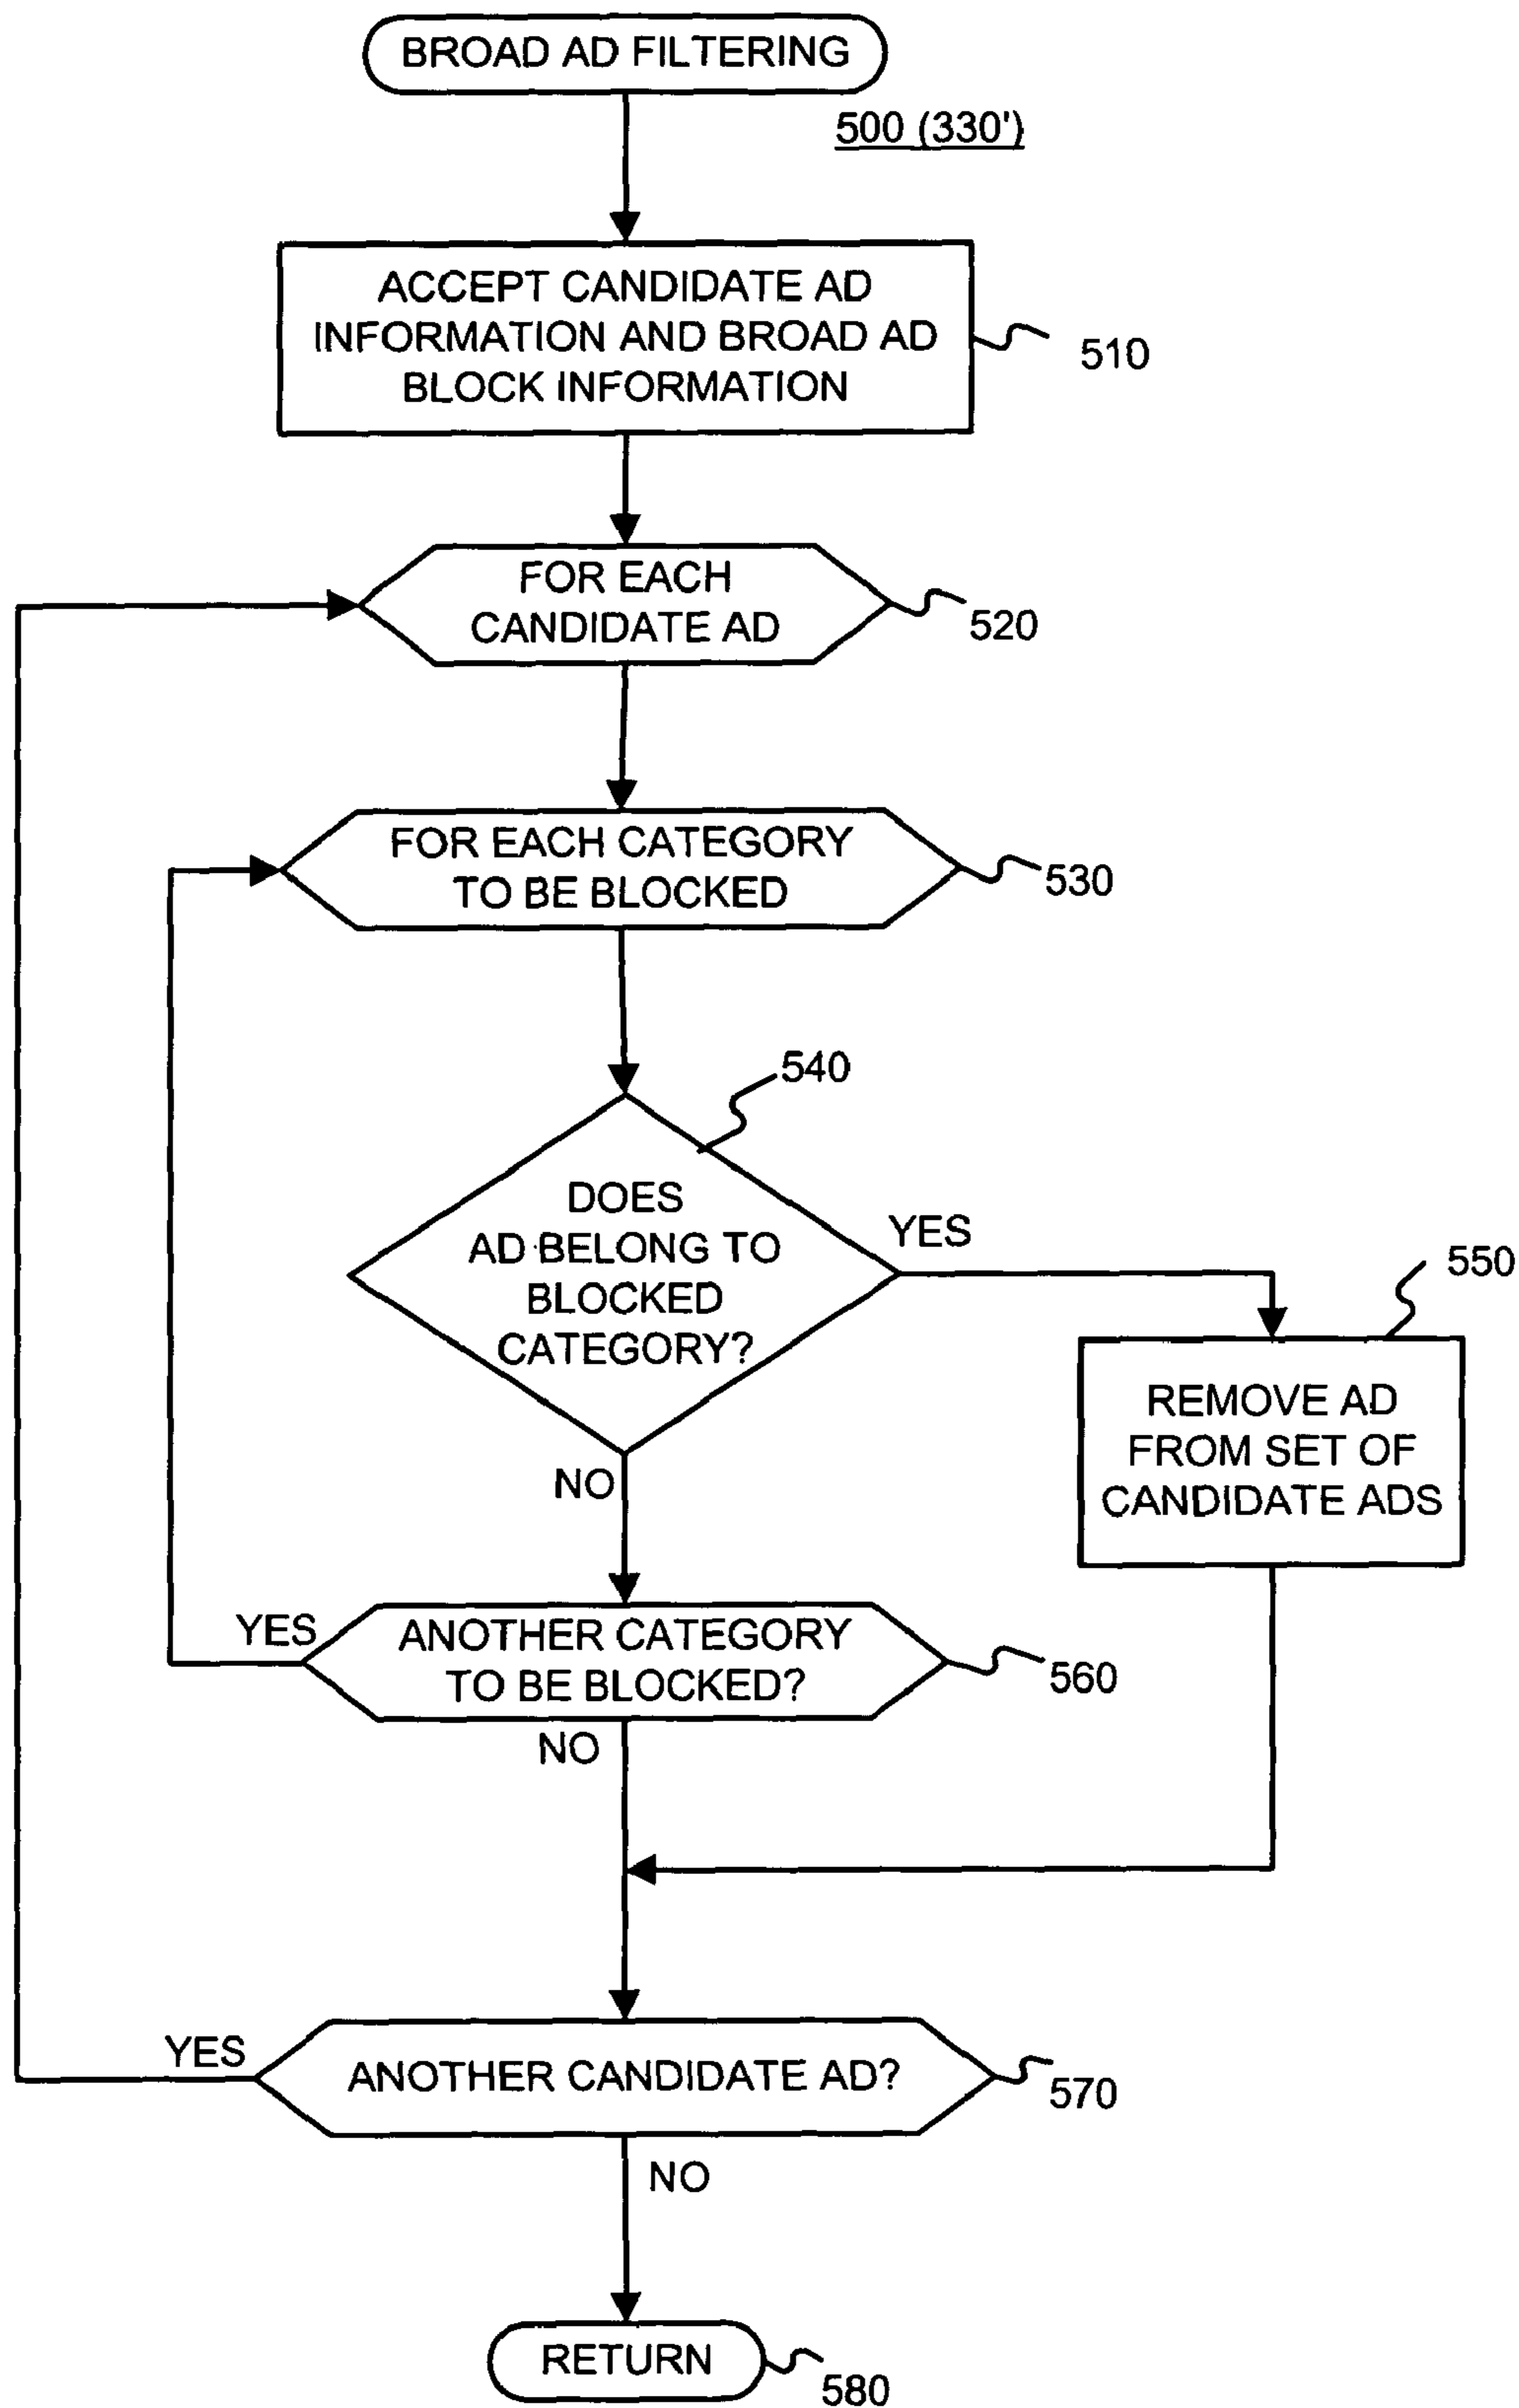 BROAD AD FILTERING
500 (330')
ACCEPT CANDIDATE AD
INFORMATION AND BROAD AD
BLOCK INFORMATION
510
FOR EACH
CANDIDATE AD
520
FOR EACH CATEGORY
TO BE BLOCKED
530
540
DOES
AD BELONG TO
BLOCKED
CATEGORY?
YES
550
REMOVE AD
FROM SET OF
CANDIDATE ADS
NO
YES
ANOTHER CATEGORY
TO BE BLOCKED?
560
NO
YES
ANOTHER CANDIDATE AD?
570
NO
RETURN
580